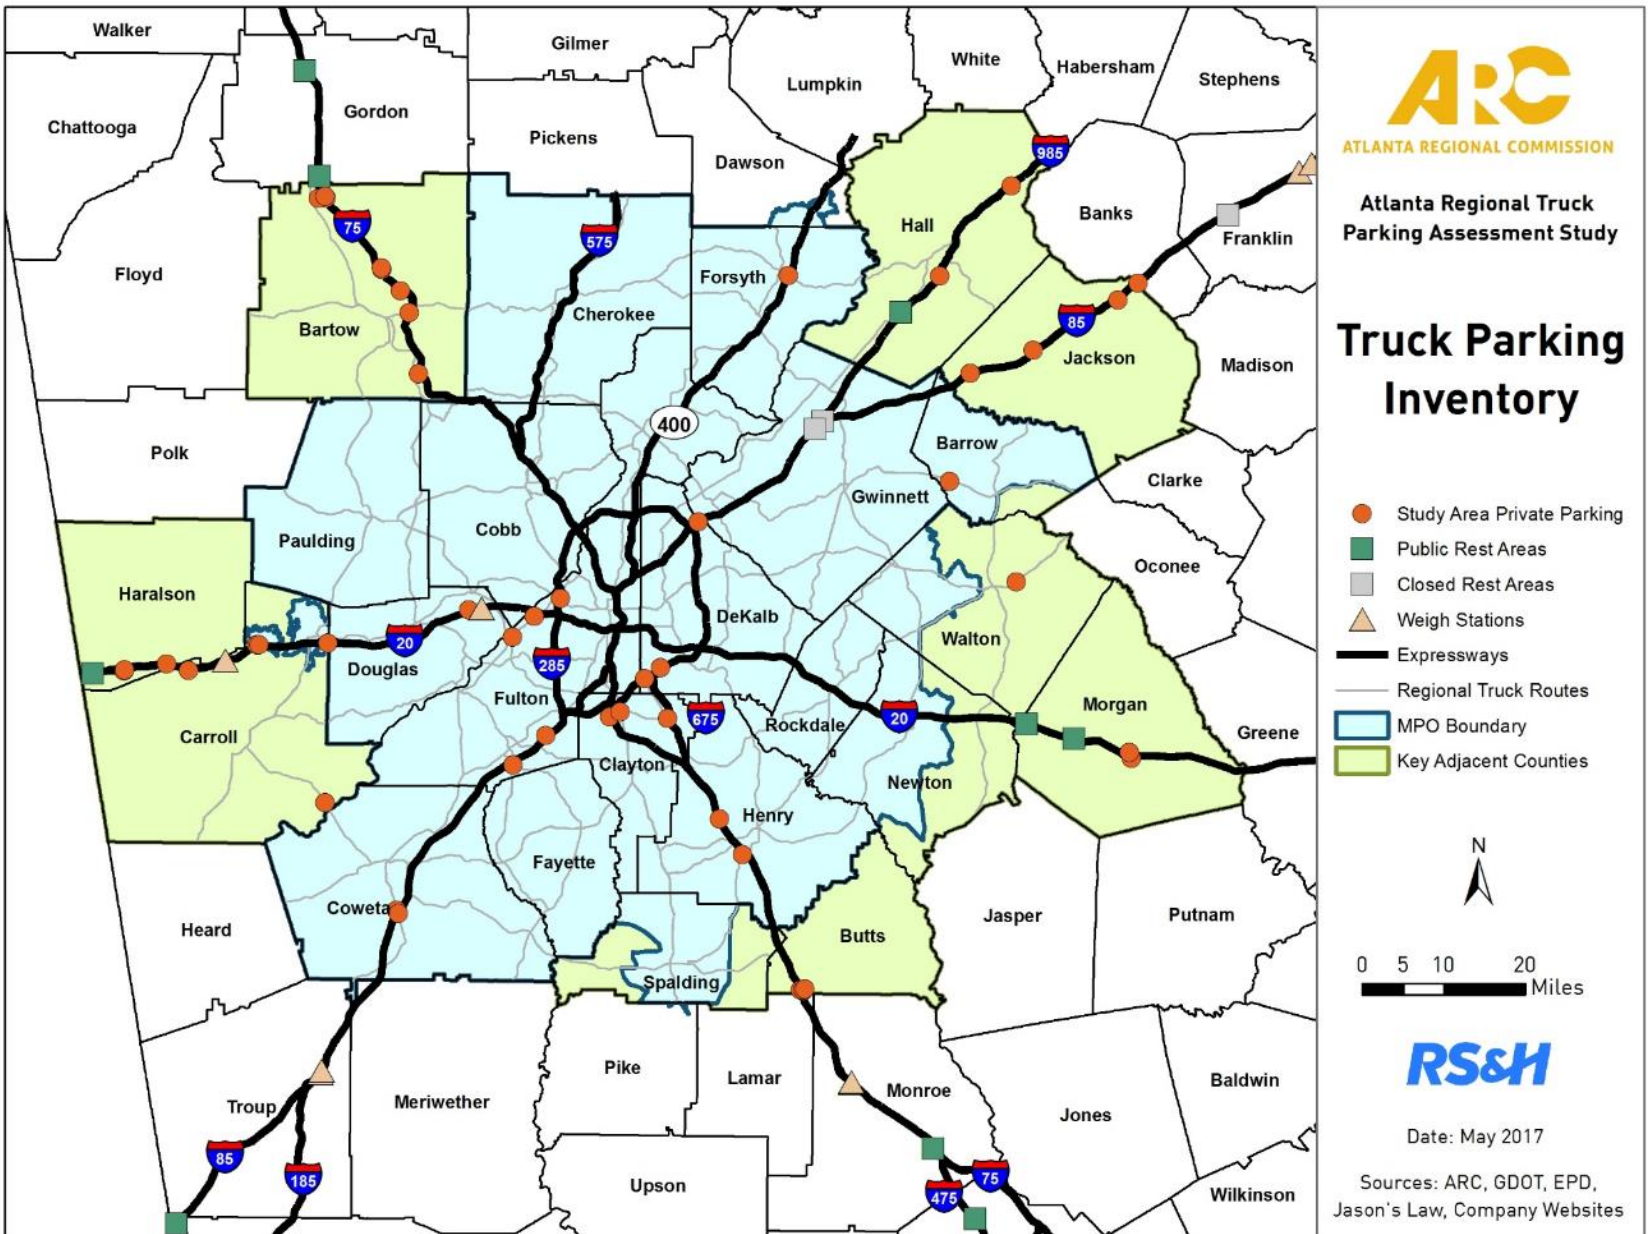 Walker
Gilmer
White
Habersham
Stephens
Lumpkin
Chattooga
Gordon
Pickens
Dawson
985
Hall
Banks
Franklin
75
575
Floyd
Forsyth
Cherokee
Bartow
85
Jackson
Madison
400
Polk
Barrow
Clarke
Gwinnett
Cobb
Paulding
Oconee
Haralson
DeKalb
Walton
20
Douglas
285
Fulton
675
Rockdale
20
Morgan
Greene
Carroll
Clayton
Newton
Henry
Fayette
Coweta
Heard
Butts
Jasper
Putnam
Spalding
Pike
Lamar
Monroe
Baldwin
Troup
Meriwether
Jones
85
185
Upson
475
75
Wilkinson
ARC
ATLANTA REGIONAL COMMISSION
Atlanta Regional Truck
Parking Assessment Study
Truck Parking
Inventory
Study Area Private Parking
Public Rest Areas
Closed Rest Areas
Weigh Stations
Expressways
Regional Truck Routes
MPO Boundary
Key Adjacent Counties
N
0 5 10 20
Miles
RS&H
Date: May 2017
Sources: ARC, GDOT, EPD,
Jason's Law, Company Websites